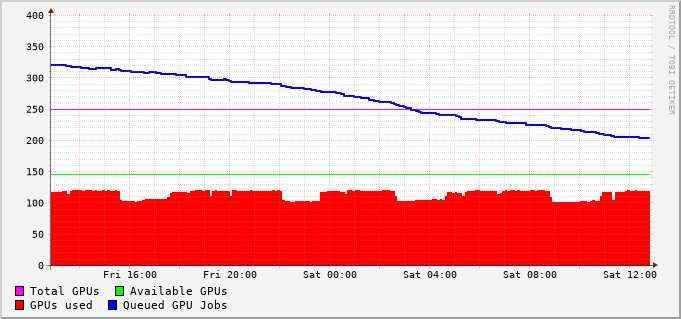 400
350
300
250
200
150
100
50
0
Fri 16:00 Fri 20:00 Sat 00:00 Sat 04:00 Sat 08:00 Sat 12:00
Total GPUs Available GPUs
GPUs used Queued GPU Jobs
RRDTOOL / TOBI OETIKER